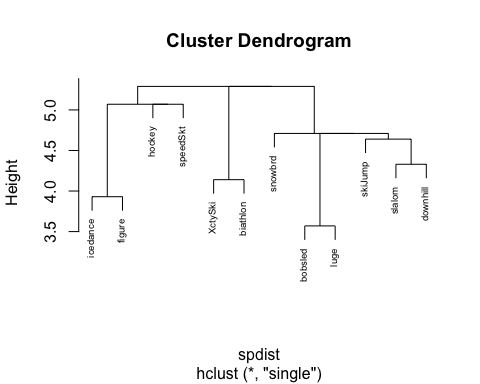 Cluster Dendrogram
Height
5.0
4.5
4.0
3.5
icedance
figure
hockey
speedSkt
XctySki
biathlon
snowbrd
bobsled
luge
skiJump
slalom
downhill
spdist
hclust (*, "single")